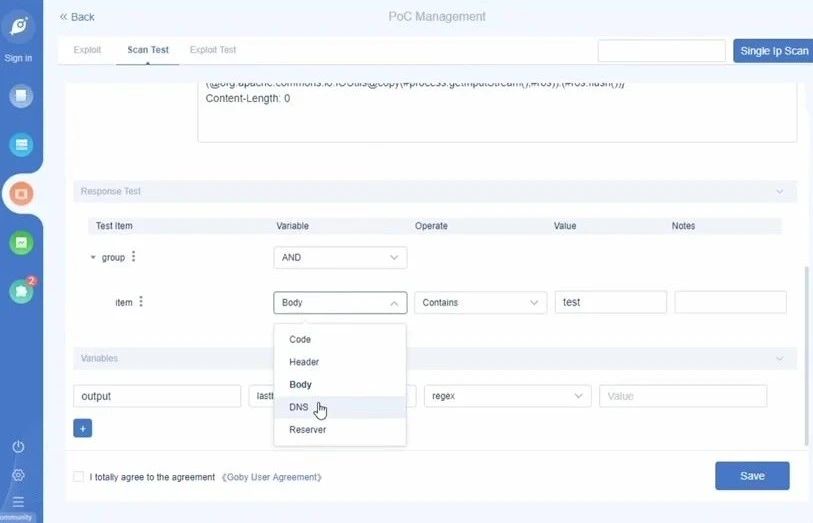 Back
PoC Management
Sign in
Exploit
Scan Test
Exploit Test
Single Ip Scan
(@org.apache.commons.io.IOUtils@copy(#process.getInputStream(),#ros)).(#ros.flush())}
Content-Length: 0
Response Test
Test Item Variable Operate Value Notes
group AND
item Body Contains test
Code
Header
Body
DNS
Reserver
2
Variables
output regex Value
+
I totally agree to the agreement 《Goby User Agreement》
Save